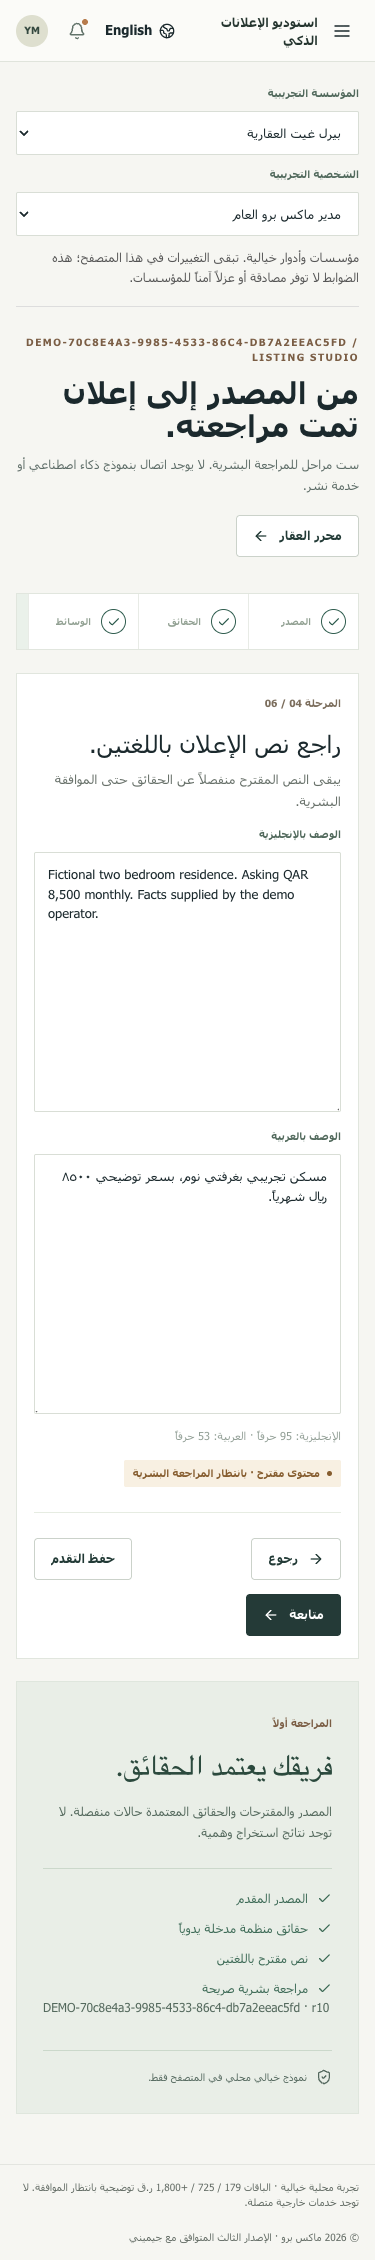 استوديو الإعلانات
الذكي
English
YM
المؤسسة التجريبية
بيرل غيت العقارية
الشخصية التجريبية
مدير ماكس برو العام
مؤسسات وأدوار خيالية. تبقى التغييرات في هذا المتصفح؛ هذه
الضوابط لا توفر مصادقة أو عزلاً آمناً للمؤسسات.
DEMO-70C8E4A3-9985-4533-86C4-DB7A2EEAC5FD /
LISTING STUDIO
من المصدر إلى إعلان
تمت مراجعته.
ست مراحل للمراجعة البشرية. لا يوجد اتصال بنموذج ذكاء اصطناعي أو
خدمة نشر.
محرر العقار
المصدر
الحقائق
الوسائط
المرحلة 04 / 06
راجع نص الإعلان باللغتين.
يبقى النص المقترح منفصلاً عن الحقائق حتى الموافقة
البشرية.
الوصف بالإنجليزية
Fictional two bedroom residence. Asking QAR
8,500 monthly. Facts supplied by the demo
operator.
الوصف بالعربية
مسكن تجريبي بغرفتي نوم، بسعر توضيحي ٨٥٠٠
ريال شهرياً.
الإنجليزية: 95 حرفاً · العربية: 53 حرفاً
محتوى مقترح · بانتظار المراجعة البشرية
رجوع
حفظ التقدم
متابعة
المراجعة أولاً
فريقك يعتمد الحقائق.
المصدر والمقترحات والحقائق المعتمدة حالات منفصلة. لا
توجد نتائج استخراج وهمية.
المصدر المقدم
حقائق منظمة مدخلة يدوياً
نص مقترح باللغتين
مراجعة بشرية صريحة
DEMO-70c8e4a3-9985-4533-86c4-db7a2eeac5fd · r10
نموذج خيالي محلي في المتصفح فقط.
تجربة محلية خيالية · الباقات 179 / 725 / +1,800 ر.ق توضيحية بانتظار الموافقة. لا
توجد خدمات خارجية متصلة.
© 2026 ماكس برو · الإصدار الثالث المتوافق مع جيميني